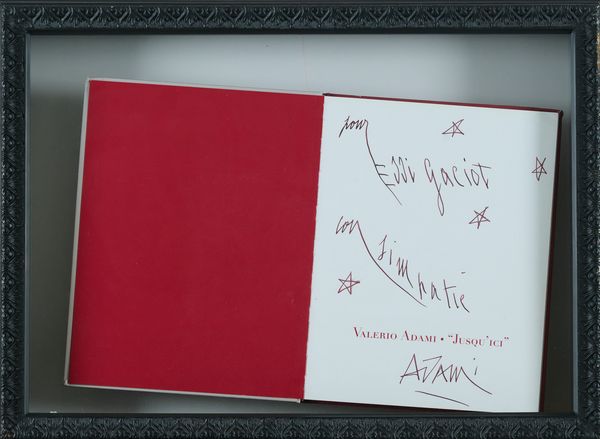 pour
Essi Gaciot
con
simpatie
VALERIO ADAMI • "JUSQU'ICI"
ADAMI